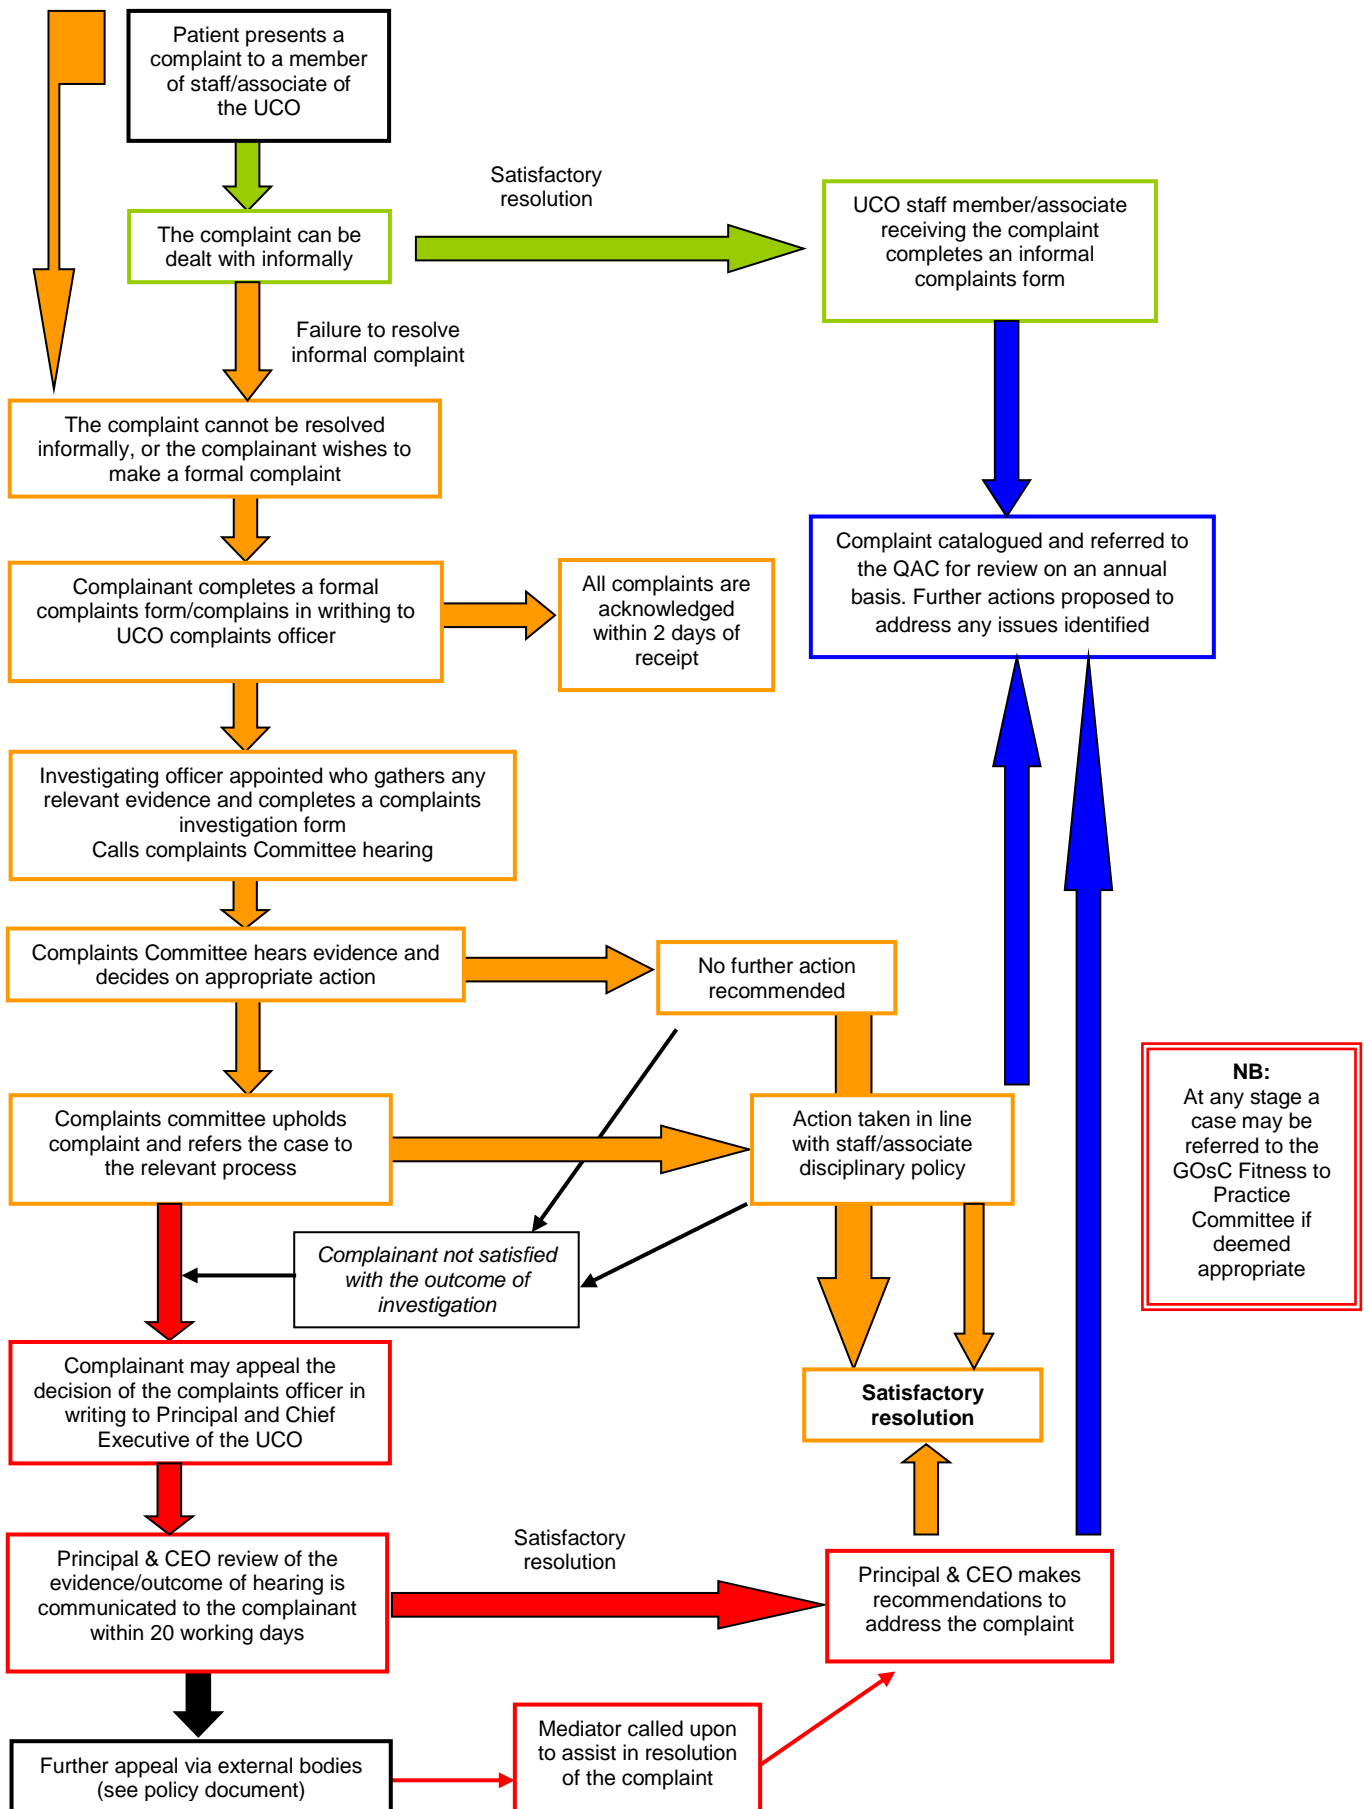 Patient presents a
complaint to a member
of staff/associate of
the UCO
Satisfactory
resolution
UCO staff member/associate
receiving the complaint
completes an informal
complaints form
The complaint can be
dealt with informally
Failure to resolve
informal complaint
The complaint cannot be resolved
informally, or the complainant wishes to
make a formal complaint
Complaint catalogued and referred to
the QAC for review on an annual
basis. Further actions proposed to
address any issues identified
Complainant completes a formal
complaints form/complains in writhing to
UCO complaints officer
All complaints are
acknowledged
within 2 days of
receipt
Investigating officer appointed who gathers any
relevant evidence and completes a complaints
investigation form
Calls complaints Committee hearing
Complaints Committee hears evidence and
decides on appropriate action
No further action
recommended
NB:
At any stage a
case may be
referred to the
GOsC Fitness to
Practice
Committee if
deemed
appropriate
Complaints committee upholds
complaint and refers the case to
the relevant process
Action taken in line
with staff/associate
disciplinary policy
Complainant not satisfied
with the outcome of
investigation
Complainant may appeal the
decision of the complaints officer in
writing to Principal and Chief
Executive of the UCO
Satisfactory
resolution
Principal & CEO review of the
evidence/outcome of hearing is
communicated to the complainant
within 20 working days
Satisfactory
resolution
Principal & CEO makes
recommendations to
address the complaint
Further appeal via external bodies
(see policy document)
Mediator called upon
to assist in resolution
of the complaint